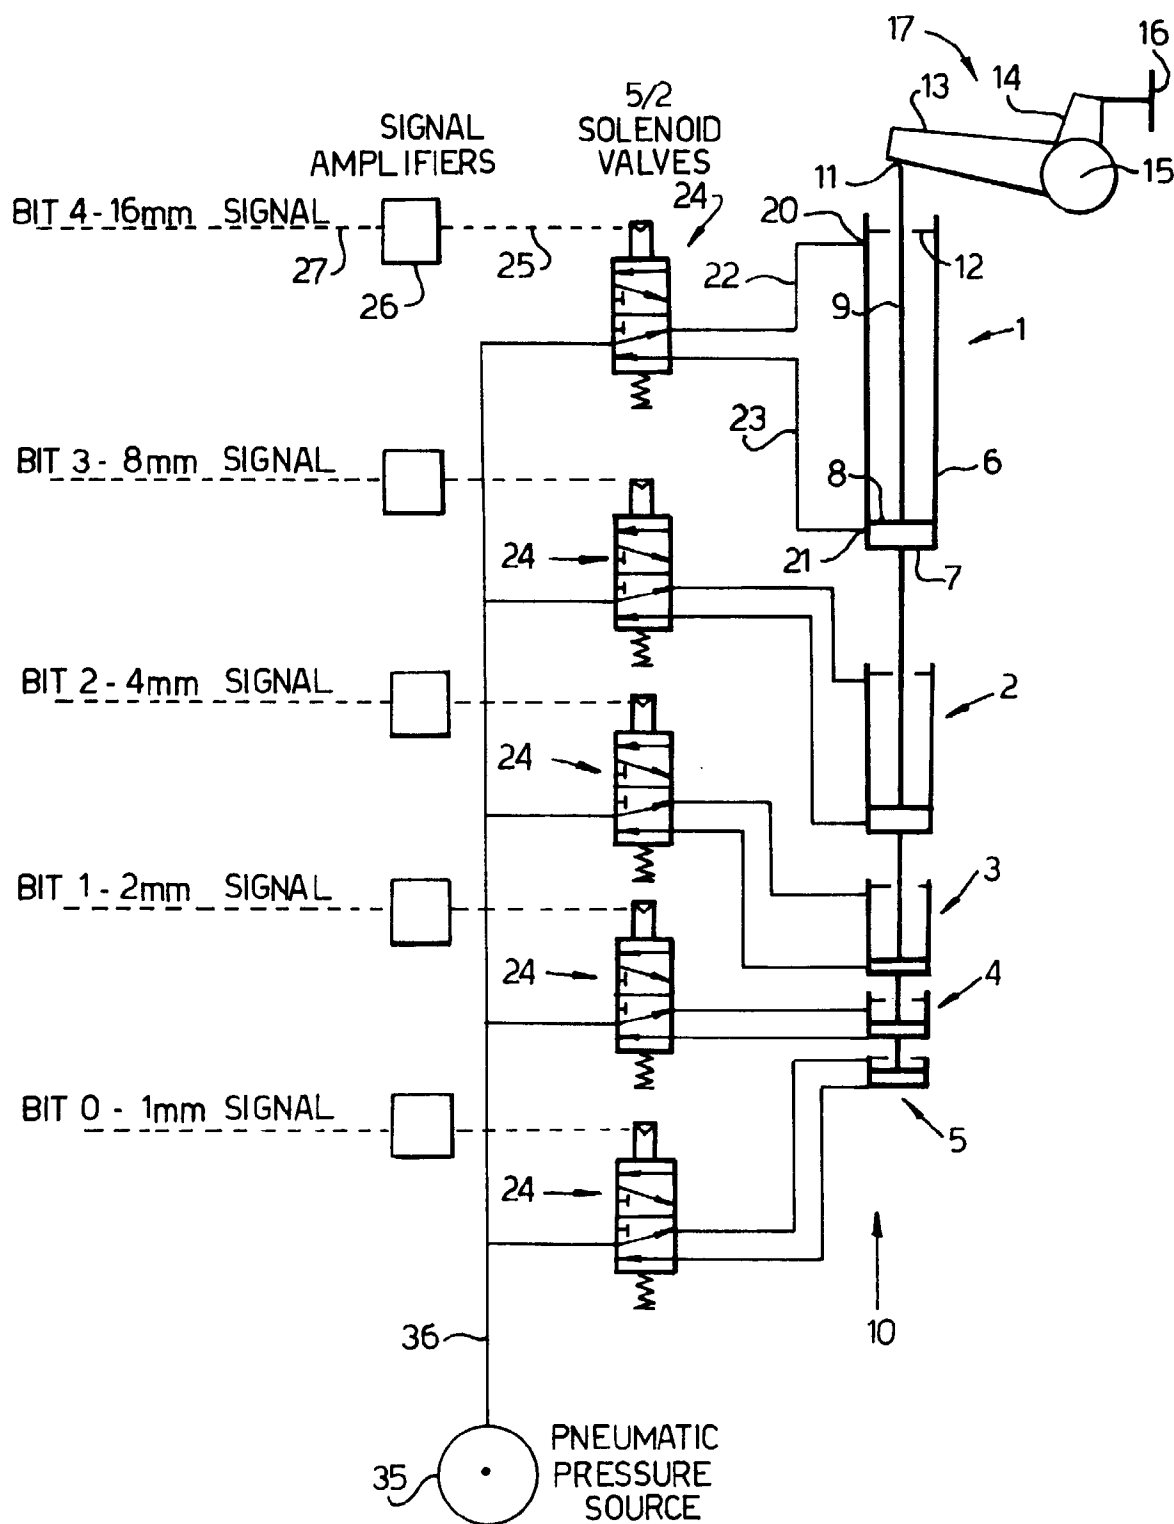 17
16
14
13
5/2
SOLENOID
VALVES
SIGNAL
AMPLIFIERS
15
11
24
20
BIT 4-16mm SIGNAL
27
26
25
22
12
9
1
23
BIT 3-8mm SIGNAL
8
6
24
21
7
BIT 2-4mm SIGNAL
2
24
BIT 1-2mm SIGNAL
3
24
4
BIT 0-1mm SIGNAL
5
24
10
36
PNEUMATIC
PRESSURE
SOURCE
35